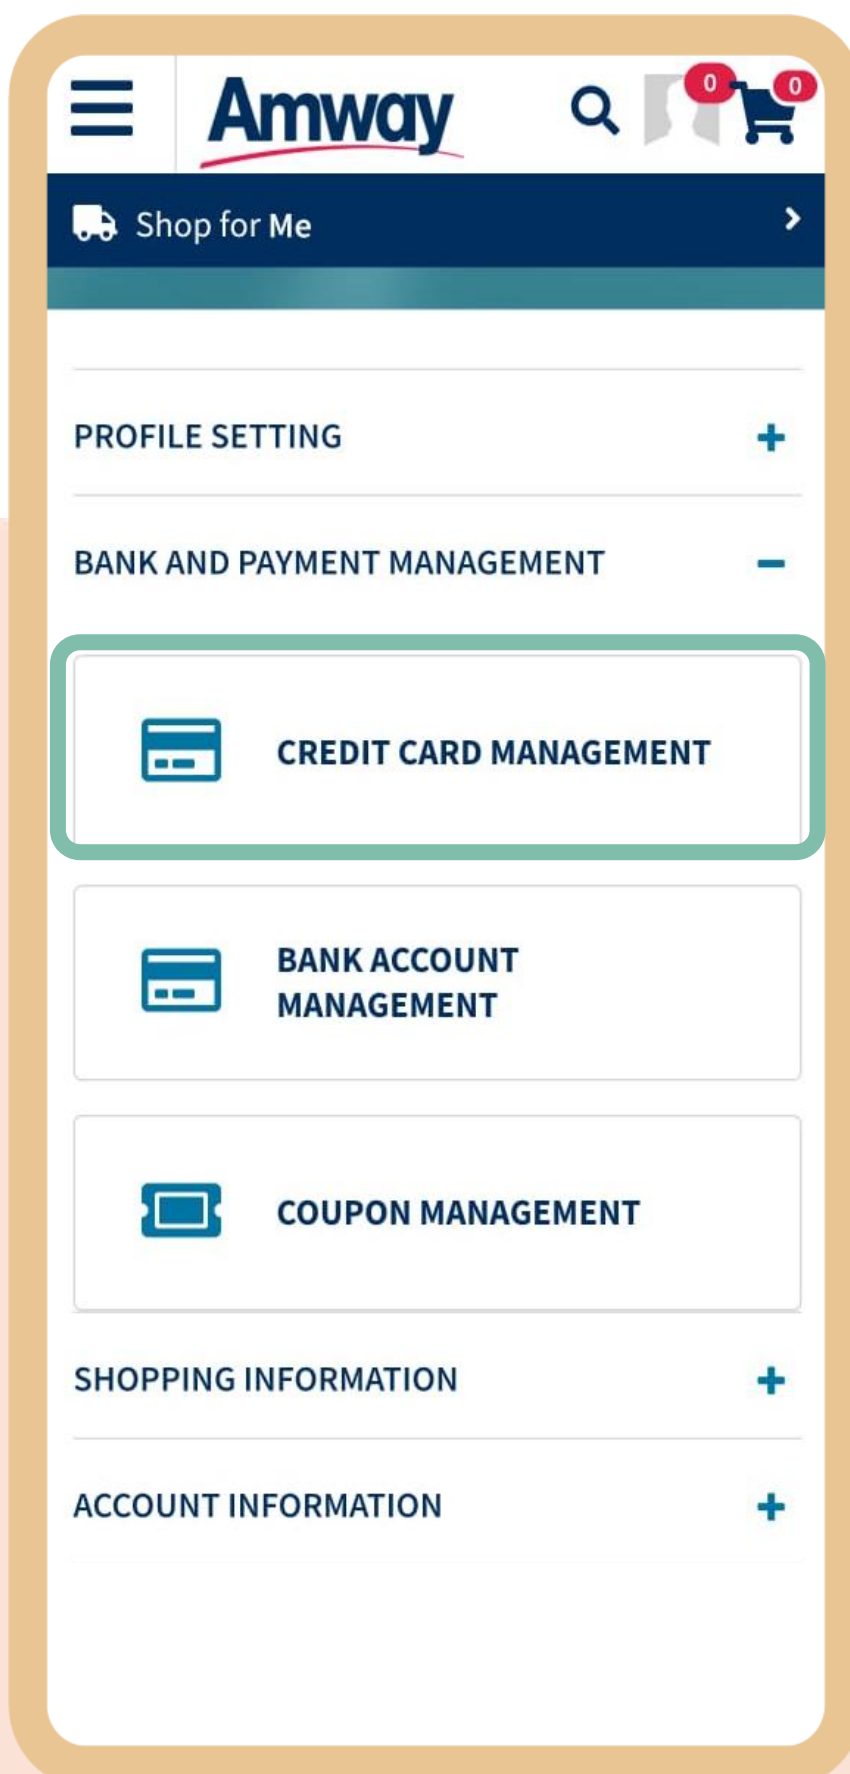 Amway
0
0
Shop for Me
PROFILE SETTING
BANK AND PAYMENT MANAGEMENT
CREDIT CARD MANAGEMENT
BANK ACCOUNT
MANAGEMENT
COUPON MANAGEMENT
SHOPPING INFORMATION
ACCOUNT INFORMATION